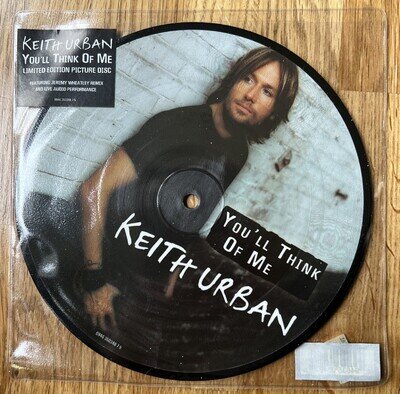 KEITH URBAN
YOU'LL THINK OF ME
LIMITED EDITION PICTURE DISC
FEATURING JEREMY WHEATLEY REMIX
AND LIVE AUDIO PERFORMANCE
YOU'LL THINK
OF ME
KEITH URBAN